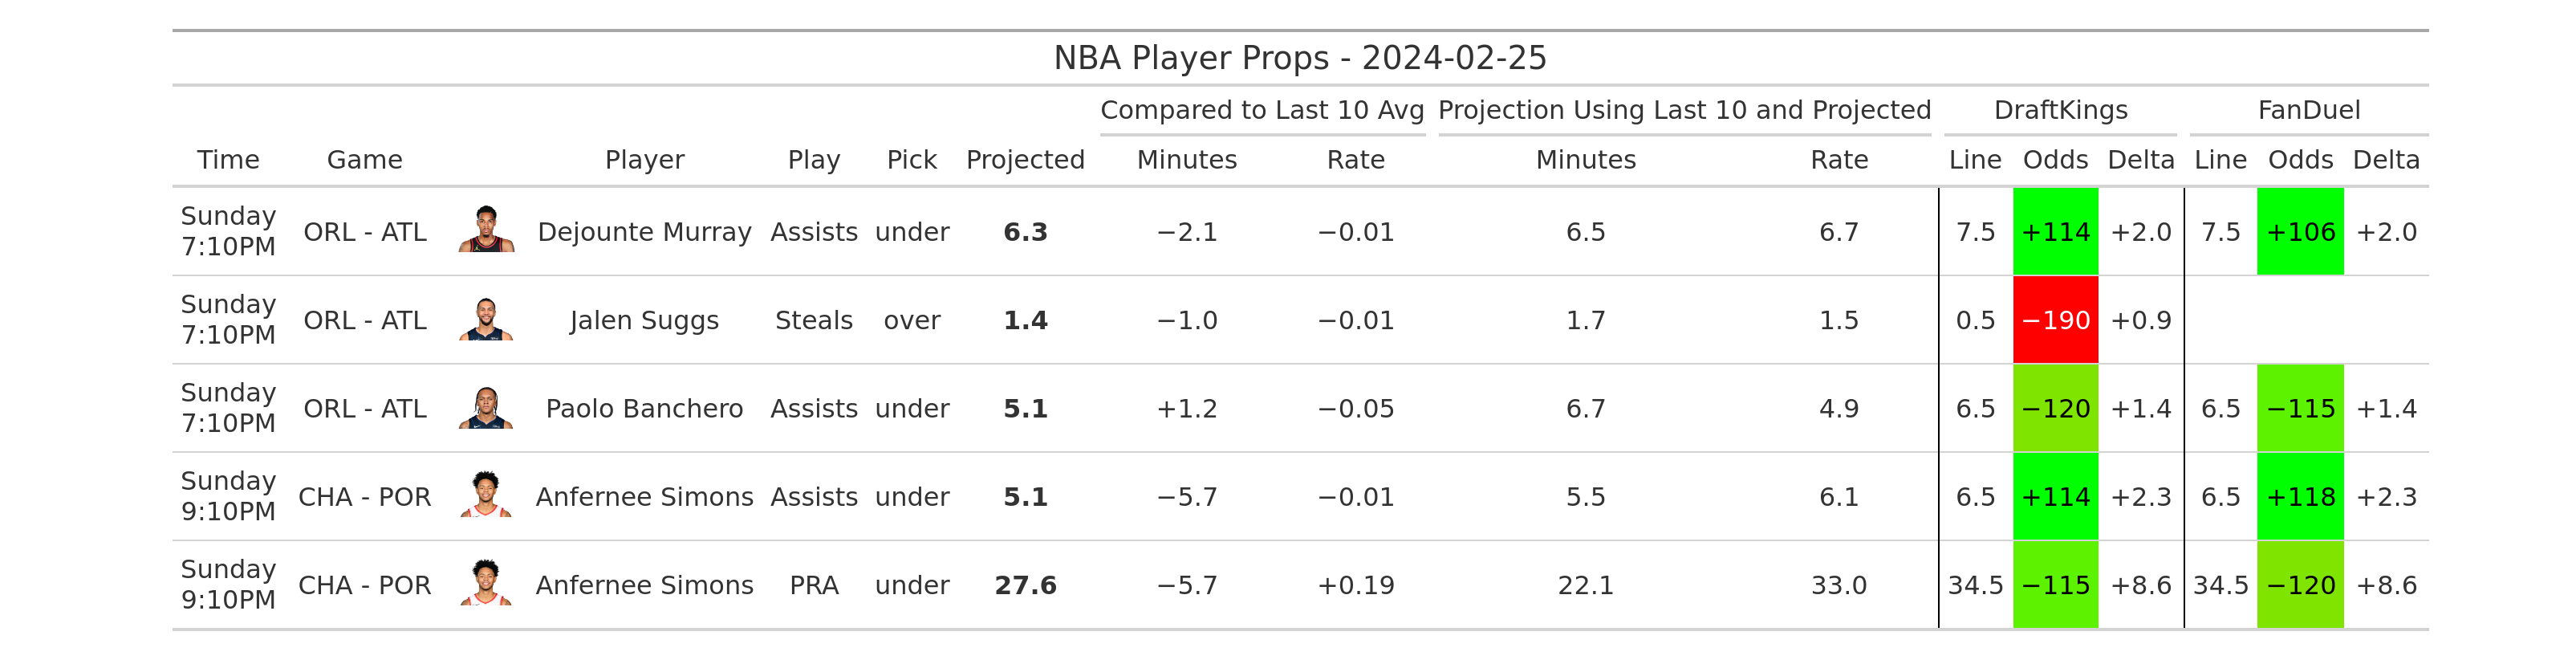 NBA Player Props - 2024-02-25
Compared to Last 10 Avg Projection Using Last 10 and Projected DraftKings FanDuel
Time Game Player Play Pick Projected Minutes Rate Minutes Rate Line Odds Delta Line Odds Delta
Sunday
7:10PM ORL - ATL Dejounte Murray Assists under 6.3 −2.1 −0.01 6.5 6.7 7.5 +114 +2.0 7.5 +106 +2.0
Sunday
7:10PM ORL - ATL Jalen Suggs Steals over 1.4 −1.0 −0.01 1.7 1.5 0.5 −190 +0.9
Sunday
7:10PM ORL - ATL Paolo Banchero Assists under 5.1 +1.2 −0.05 6.7 4.9 6.5 −120 +1.4 6.5 −115 +1.4
Sunday
9:10PM CHA - POR Anfernee Simons Assists under 5.1 −5.7 −0.01 5.5 6.1 6.5 +114 +2.3 6.5 +118 +2.3
Sunday
9:10PM CHA - POR Anfernee Simons PRA under 27.6 −5.7 +0.19 22.1 33.0 34.5 −115 +8.6 34.5 −120 +8.6